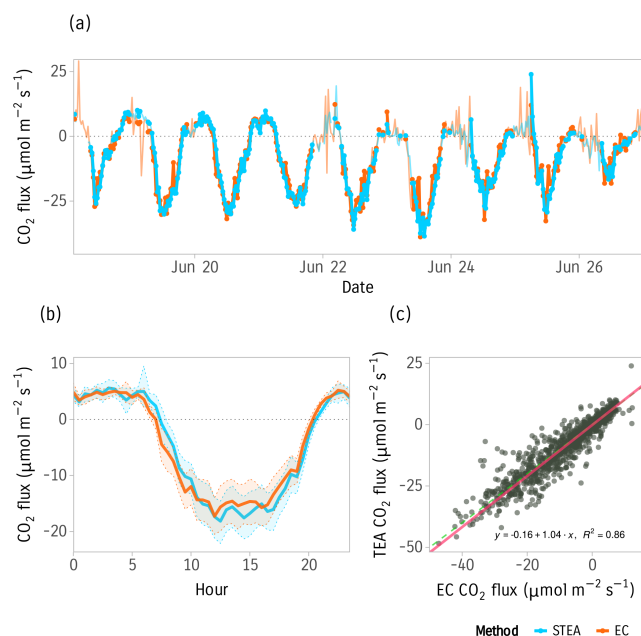 (a)
CO₂ flux (μmol m⁻² s⁻¹)
25
0
−25
Jun 20 Jun 22 Jun 24 Jun 26
Date
(b)
CO₂ flux (μmol m⁻² s⁻¹)
10
0
−10
−20
0 5 10 15 20
Hour
(c)
TEA CO₂ flux (μmol m⁻² s⁻¹)
25
0
−25
−50
y = -0.16 + 1.04 · x, R² = 0.86
−40 −20 0
EC CO₂ flux (μmol m⁻² s⁻¹)
Method STEA EC